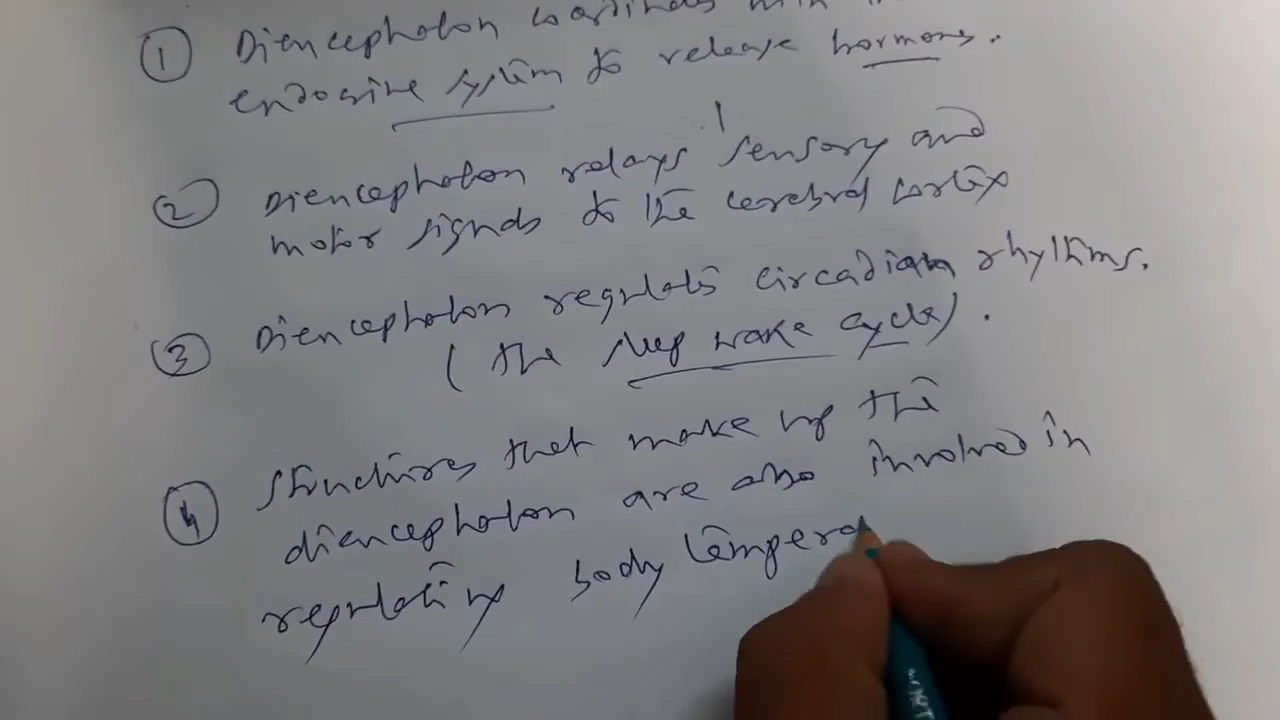 ① Diencephalon coordinates with
endocrine system to release hormones.
② Diencephalon relays sensory and
motor signals to the cerebral cortex
③ Diencephalon regulates circadian rhythms.
( the sleep wake cycle) .
④ Structures that make up the
diencephalon are also involved in
regulating body tempera